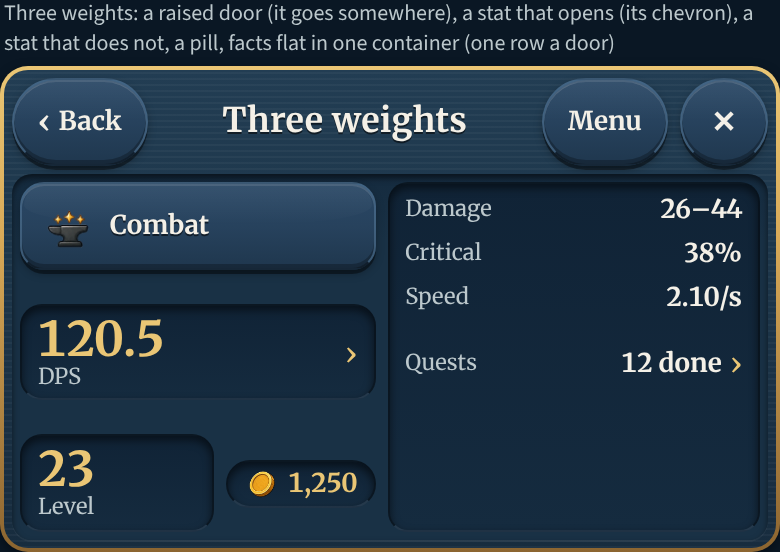 Three weights: a raised door (it goes somewhere), a stat that opens (its chevron), a
stat that does not, a pill, facts flat in one container (one row a door)
‹ Back
Three weights
Menu
×
Combat
120.5 ›
DPS
23
Level
1,250
Damage 26–44
Critical 38%
Speed 2.10/s
Quests 12 done ›